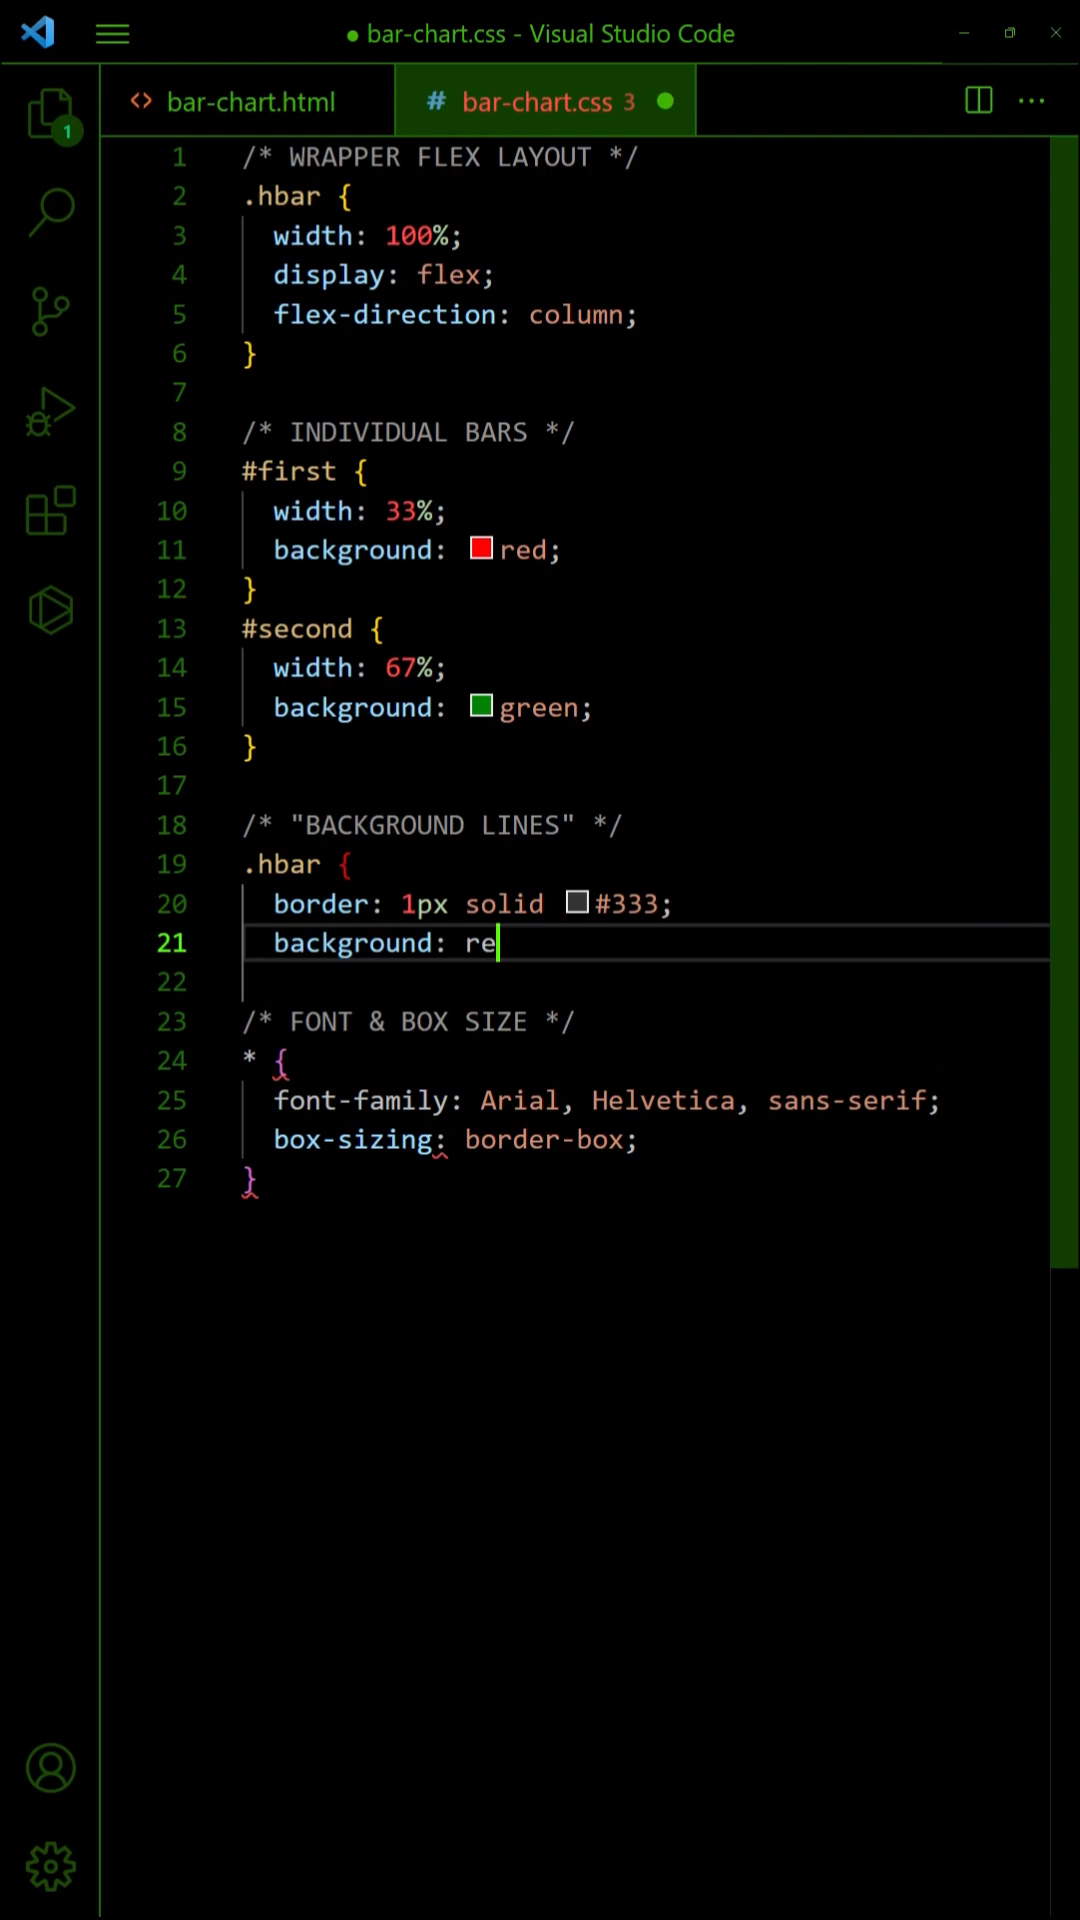 ● bar-chart.css - Visual Studio Code
<> bar-chart.html
# bar-chart.css 3 ●
1
1 /* WRAPPER FLEX LAYOUT */
2 .hbar {
3 width: 100%;
4 display: flex;
5 flex-direction: column;
6 }
7
8 /* INDIVIDUAL BARS */
9 #first {
10 width: 33%;
11 background: red;
12 }
13 #second {
14 width: 67%;
15 background: green;
16 }
17
18 /* "BACKGROUND LINES" */
19 .hbar {
20 border: 1px solid #333;
21 background: re
22
23 /* FONT & BOX SIZE */
24 * {
25 font-family: Arial, Helvetica, sans-serif;
26 box-sizing: border-box;
27 }